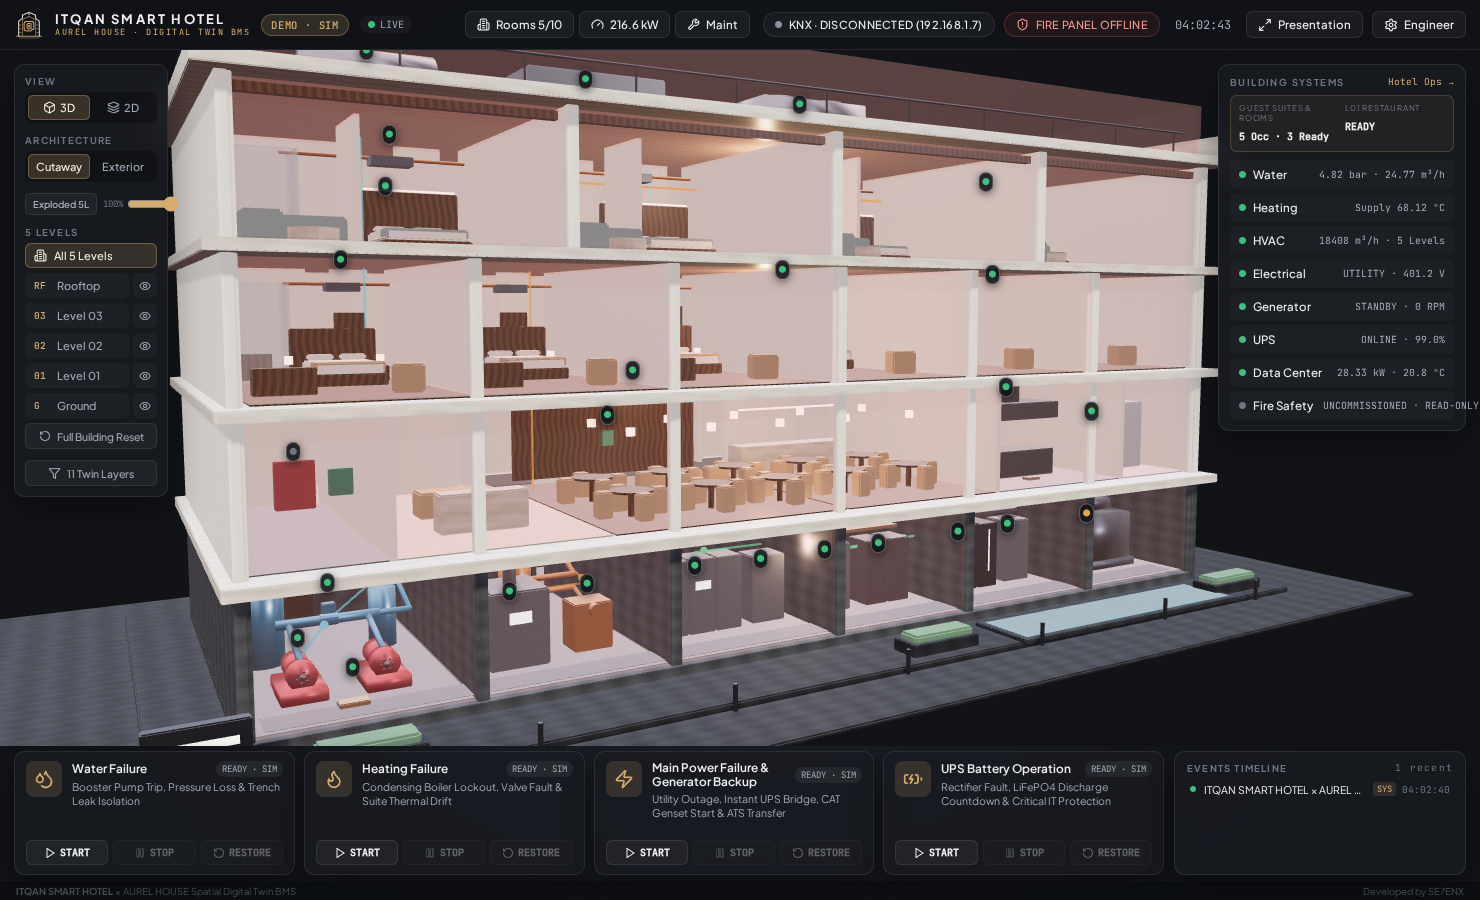 ITQAN SMART HOTEL
AUREL HOUSE · DIGITAL TWIN BMS
DEMO · SIM
LIVE
Rooms 5/10
216.6 kW
Maint
KNX · DISCONNECTED (192.168.1.7)
FIRE PANEL OFFLINE
04:02:43
Presentation
Engineer
VIEW
3D
2D
ARCHITECTURE
Cutaway
Exterior
Exploded 5L
100%
5 LEVELS
All 5 Levels
RF Rooftop
03 Level 03
02 Level 02
01 Level 01
G Ground
Full Building Reset
11 Twin Layers
BUILDING SYSTEMS
Hotel Ops →
GUEST SUITES & ROOMS
5 Occ · 3 Ready
L01 RESTAURANT
READY
Water 4.82 bar · 24.77 m³/h
Heating Supply 68.12 °C
HVAC 18408 m³/h · 5 Levels
Electrical UTILITY · 401.2 V
Generator STANDBY · 0 RPM
UPS ONLINE · 99.0%
Data Center 28.33 kW · 20.8 °C
Fire Safety UNCOMMISSIONED · READ-ONLY
Water Failure
READY · SIM
Booster Pump Trip, Pressure Loss & Trench
Leak Isolation
START
STOP
RESTORE
Heating Failure
READY · SIM
Condensing Boiler Lockout, Valve Fault &
Suite Thermal Drift
START
STOP
RESTORE
Main Power Failure &
Generator Backup
READY · SIM
Utility Outage, Instant UPS Bridge, CAT
Genset Start & ATS Transfer
START
STOP
RESTORE
UPS Battery Operation
READY · SIM
Rectifier Fault, LiFePO4 Discharge
Countdown & Critical IT Protection
START
STOP
RESTORE
EVENTS TIMELINE
1 recent
ITQAN SMART HOTEL × AUREL ...
SYS
04:02:40
ITQAN SMART HOTEL × AUREL HOUSE Spatial Digital Twin BMS
Developed by SE7ENX